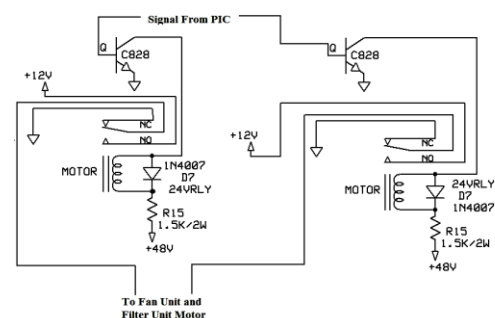 Signal From PIC
Q
C828
Q
C828
+12V
NC
NO
+12V
NC
NO
MOTOR
1N4007
D7
24VRLY
MOTOR
24VRLY
D7
1N4007
R15
1.5K/2W
R15
1.5K/2W
+48V
+48V
To Fan Unit and
Filter Unit Motor